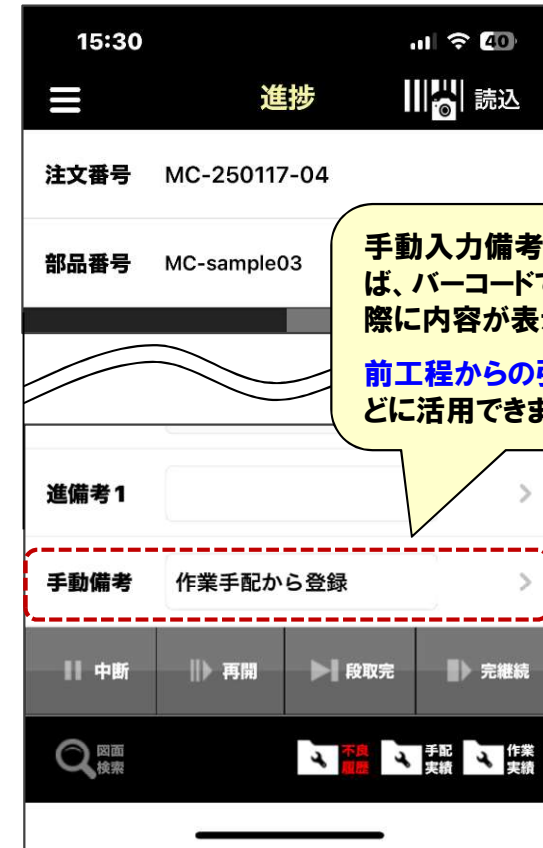 15:30
40
進捗
読込
注文番号 MC-250117-04
部品番号 MC-sample03
手動入力備考
ば、バーコードで
際に内容が表
前工程からの
どに活用できま
進備考1
手動備考 作業手配から登録
中断 再開 段取完 完継続
図面
検索
不良
履歴
手配
実績
作業
実績